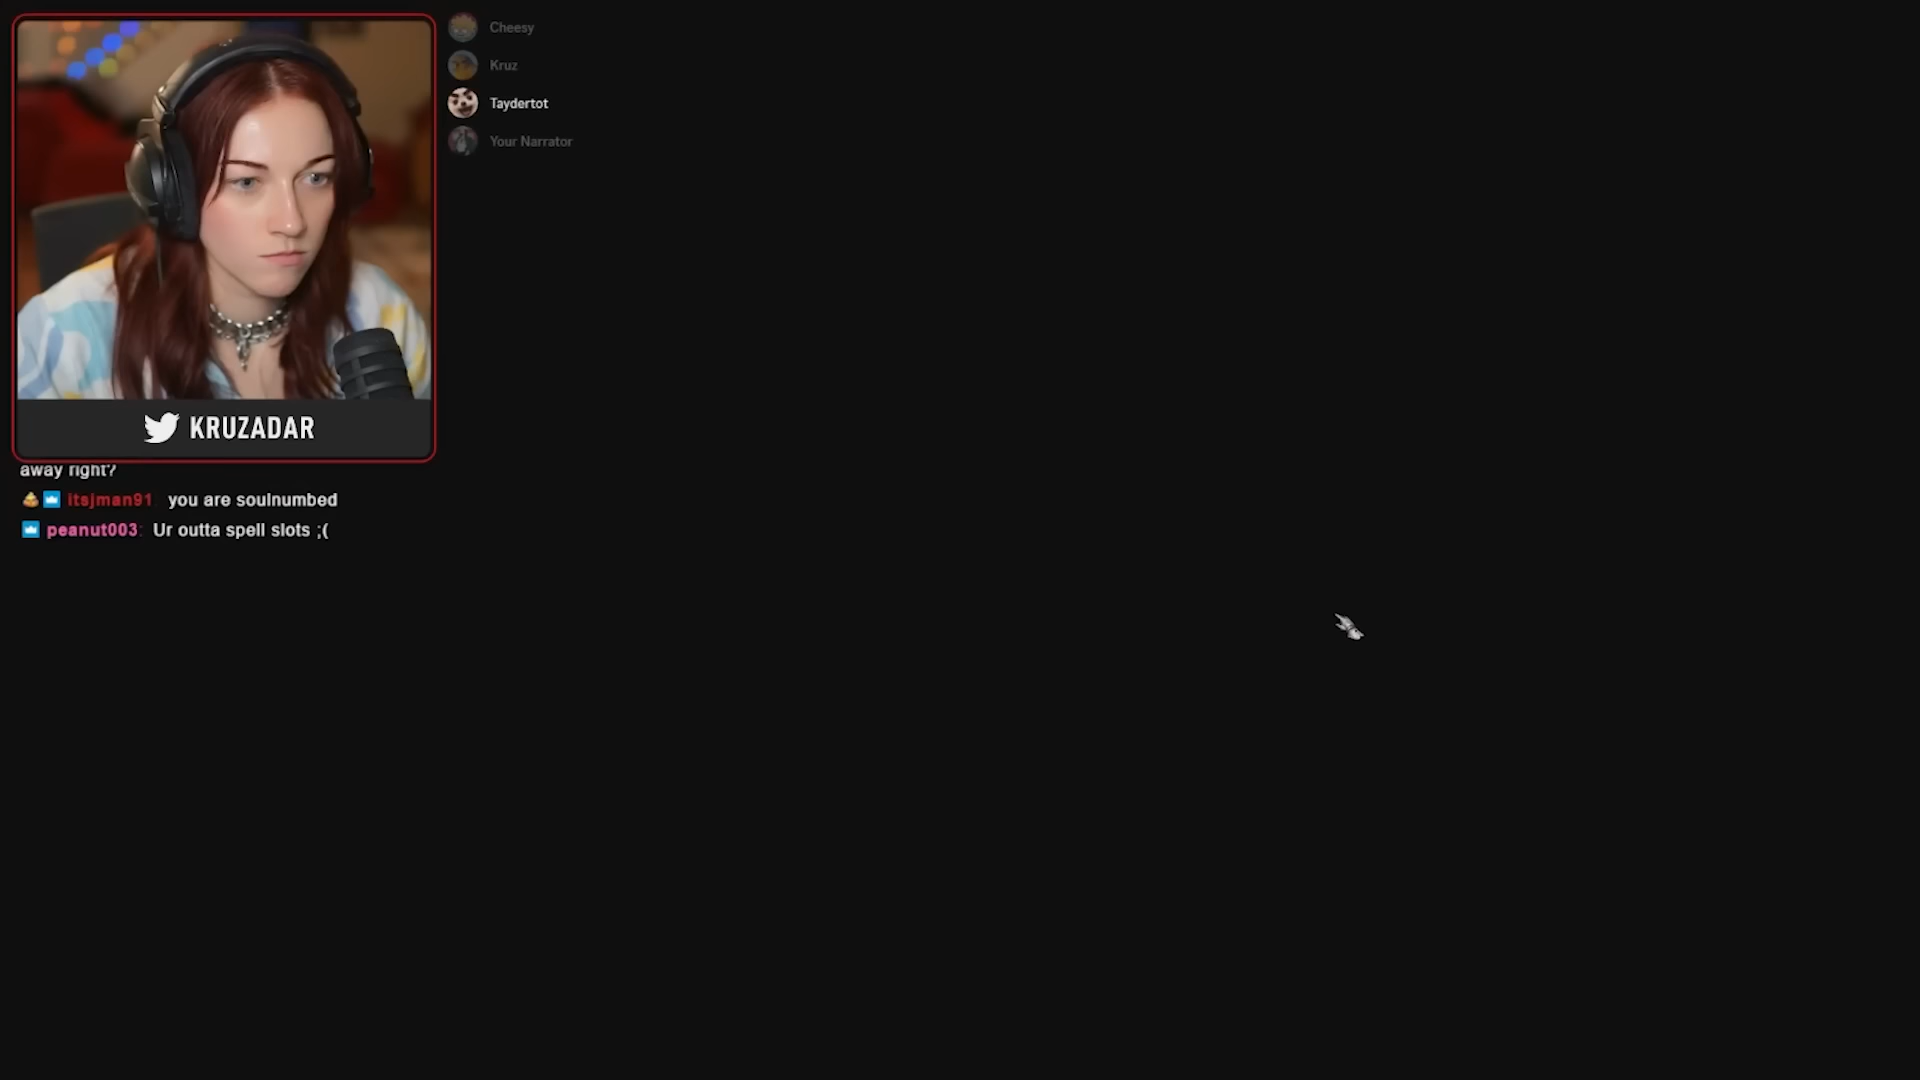 Cheesy
Kruz
Taydertot
Your Narrator
KRUZADAR
away right?
itsjman91 you are soulnumbed
peanut003: Ur outta spell slots ;(